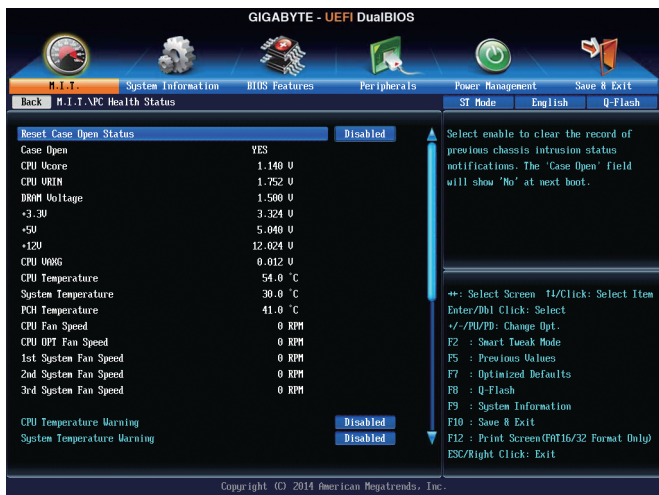 GIGABYTE - UEFI DualBIOS
M.I.T.
System Information
BIOS Features
Peripherals
Power Management
Save & Exit
Back M.I.T.\PC Health Status
ST Mode
English
Q-Flash
Reset Case Open Status Disabled
Case Open YES
CPU Vcore 1.140 V
CPU VRIN 1.752 V
DRAM Voltage 1.500 V
+3.3V 3.324 V
+5V 5.040 V
+12V 12.024 V
CPU VAXG 0.012 V
CPU Temperature 54.0 °C
System Temperature 30.0 °C
PCH Temperature 41.0 °C
CPU Fan Speed 0 RPM
CPU OPT Fan Speed 0 RPM
1st System Fan Speed 0 RPM
2nd System Fan Speed 0 RPM
3rd System Fan Speed 0 RPM
CPU Temperature Warning Disabled
System Temperature Warning Disabled
Select enable to clear the record of
previous chassis intrusion status
notifications. The 'Case Open' field
will show 'No' at next boot.
→←: Select Screen ↑↓/Click: Select Item
Enter/Dbl Click: Select
+/-/PU/PD: Change Opt.
F2 : Smart Tweak Mode
F5 : Previous Values
F7 : Optimized Defaults
F8 : Q-Flash
F9 : System Information
F10 : Save & Exit
F12 : Print Screen(FAT16/32 Format Only)
ESC/Right Click: Exit
Copyright (C) 2014 American Megatrends, Inc.